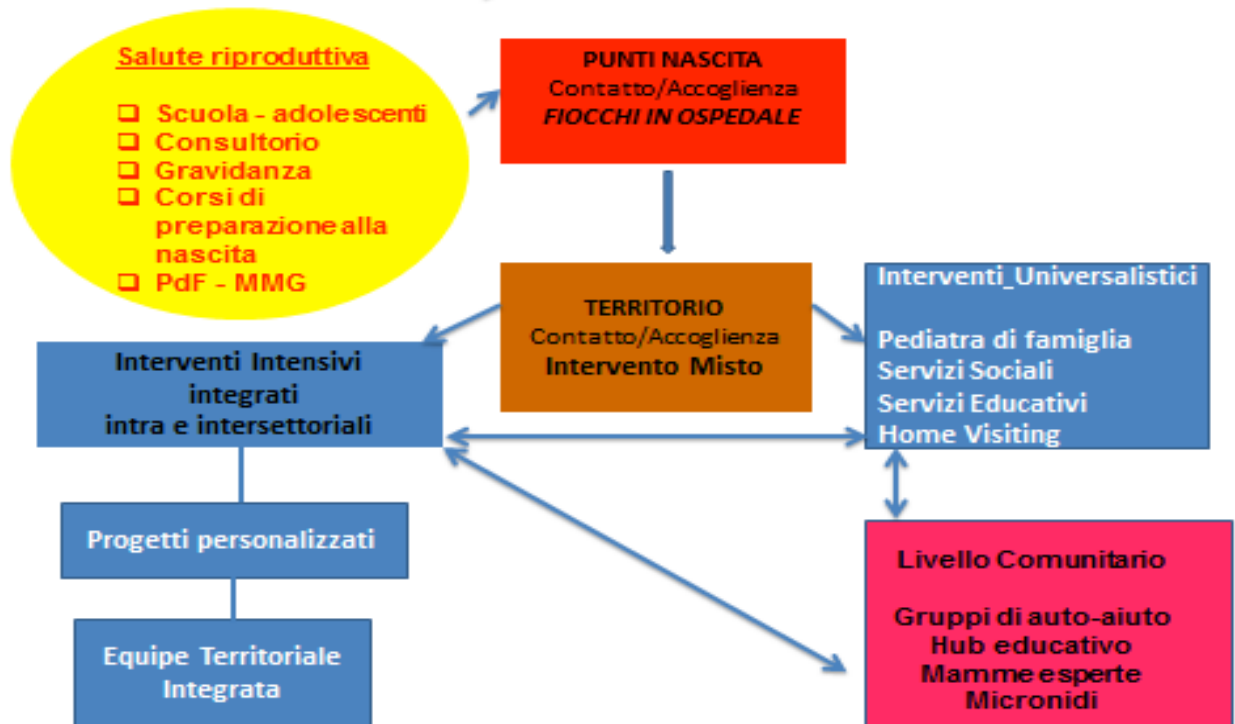 Salute riproduttiva
Scuola - adolescenti
Consultorio
Gravidanza
Corsi di
preparazione alla
nascita
PdF - MMG
PUNTI NASCITA
Contatto/Accoglienza
FIOCCHI IN OSPEDALE
TERRITORIO
Contatto/Accoglienza
Intervento Misto
Interventi_Universalistici
Pediatra di famiglia
Servizi Sociali
Servizi Educativi
Home Visiting
Interventi Intensivi
integrati
intra e intersettoriali
Progetti personalizzati
Equipe Territoriale
Integrata
Livello Comunitario
Gruppi di auto-aiuto
Hub educativo
Mamme esperte
Micronidi